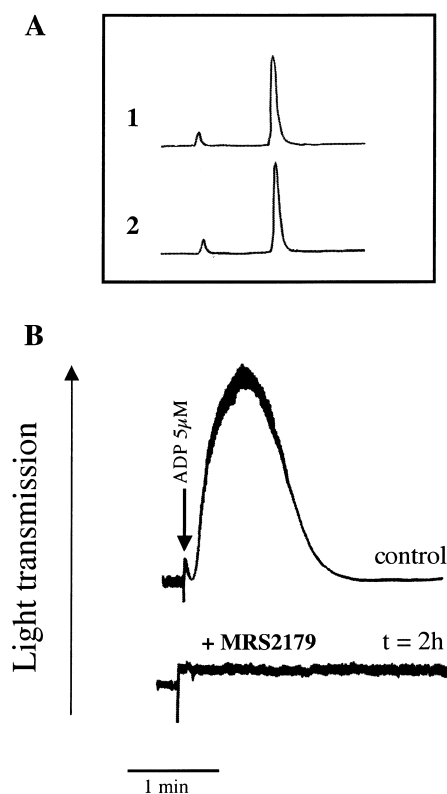 A
1
2
B
Light transmission
ADP 5µM
control
+ MRS2179 t = 2h
1 min